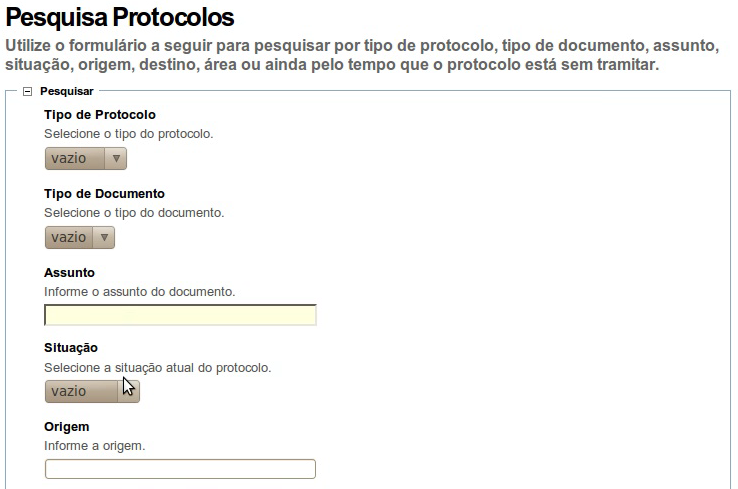 Pesquisa Protocolos
Utilize o formulário a seguir para pesquisar por tipo de protocolo, tipo de documento, assunto,
situação, origem, destino, área ou ainda pelo tempo que o protocolo está sem tramitar.
Pesquisar
Tipo de Protocolo
Selecione o tipo do protocolo.
vazio
Tipo de Documento
Selecione o tipo do documento.
vazio
Assunto
Informe o assunto do documento.
Situação
Selecione a situação atual do protocolo.
vazio
Origem
Informe a origem.